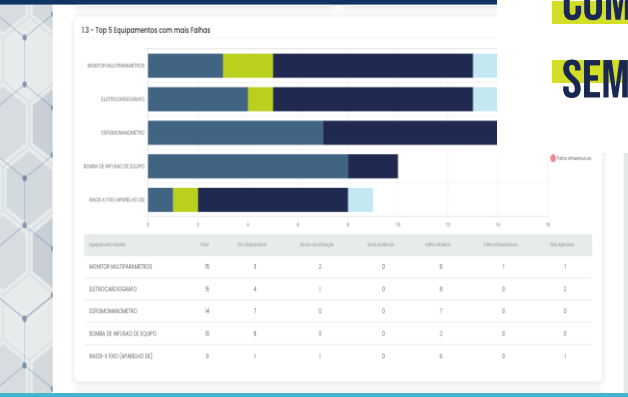 COM
1.3 - Top 5 Equipamentos com mais Falhas
SEM
MONITOR MULTIPARAMETROS
ELETROCARDIOGRAFO
ESFIGMOMANOMETRO
BOMBA DE INFUSAO DE EQUIPO
RAIOS-X FIXO (APARELHO DE)
Falha Infraestrutura
0 2 4 6 8 10 12 14 16
Equipamento Padrão Total Erro Operacional Abuso na Utilização Dano Acidental Falha Intrínseca Falha Infraestrutura Não Aplicável
MONITOR MULTIPARAMETROS 15 3 2 0 8 1 1
ELETROCARDIOGRAFO 15 4 1 0 8 0 2
ESFIGMOMANOMETRO 14 7 0 0 7 0 0
BOMBA DE INFUSAO DE EQUIPO 10 8 0 0 2 0 0
RAIOS-X FIXO (APARELHO DE) 9 1 1 0 6 0 1